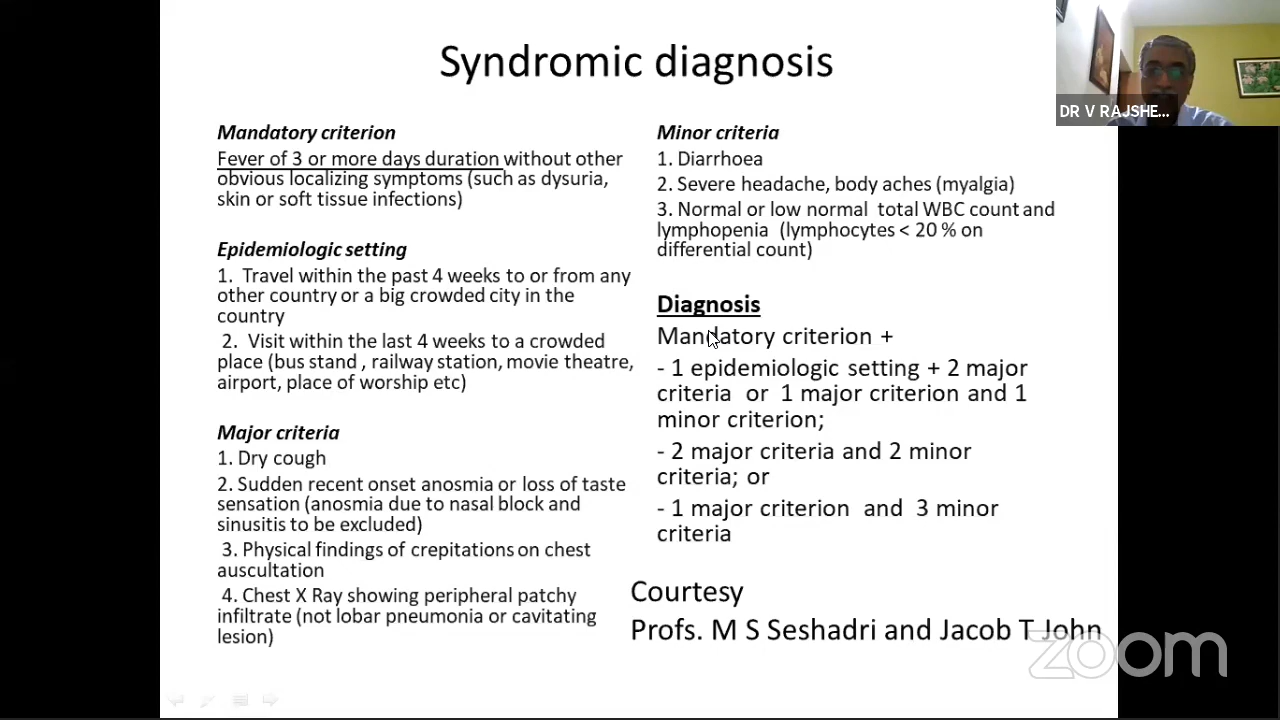 Syndromic diagnosis
Mandatory criterion
Fever of 3 or more days duration without other
obvious localizing symptoms (such as dysuria,
skin or soft tissue infections)
Epidemiologic setting
1. Travel within the past 4 weeks to or from any
other country or a big crowded city in the
country
2. Visit within the last 4 weeks to a crowded
place (bus stand , railway station, movie theatre,
airport, place of worship etc)
Major criteria
1. Dry cough
2. Sudden recent onset anosmia or loss of taste
sensation (anosmia due to nasal block and
sinusitis to be excluded)
3. Physical findings of crepitations on chest
auscultation
4. Chest X Ray showing peripheral patchy
infiltrate (not lobar pneumonia or cavitating
lesion)
Minor criteria
1. Diarrhoea
2. Severe headache, body aches (myalgia)
3. Normal or low normal total WBC count and
lymphopenia (lymphocytes < 20 % on
differential count)
Diagnosis
Mandatory criterion +
- 1 epidemiologic setting + 2 major
criteria or 1 major criterion and 1
minor criterion;
- 2 major criteria and 2 minor
criteria; or
- 1 major criterion and 3 minor
criteria
Courtesy
Profs. M S Seshadri and Jacob T John
DR V RAJSHE...
zoom